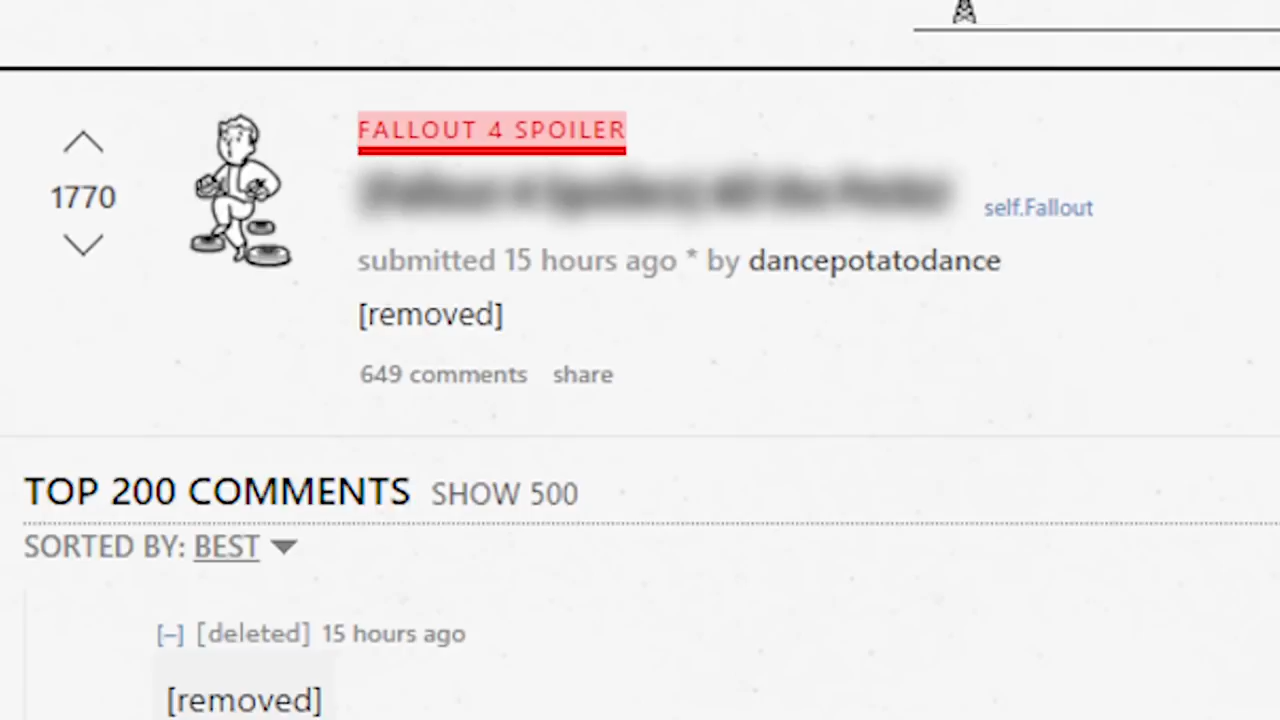 FALLOUT 4 SPOILER
self.Fallout
1770
submitted 15 hours ago * by dancepotatodance
[removed]
649 comments share
TOP 200 COMMENTS SHOW 500
SORTED BY: BEST
[–] [deleted] 15 hours ago
[removed]